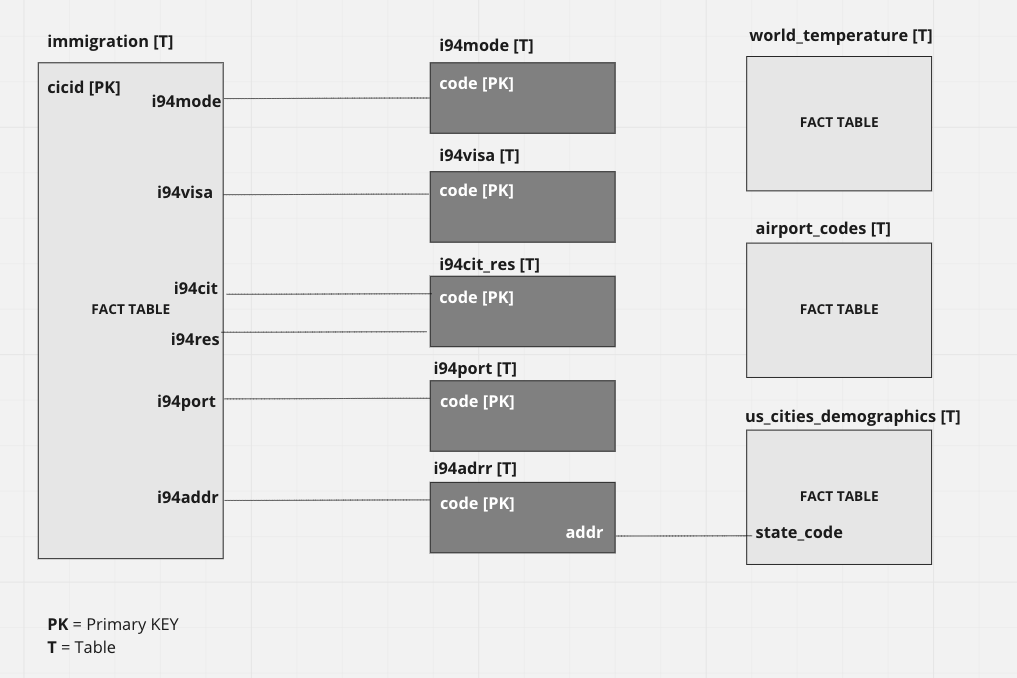 immigration [T]
cicid [PK]
i94mode
i94visa
i94cit
FACT TABLE
i94res
i94port
i94addr
i94mode [T]
code [PK]
i94visa [T]
code [PK]
i94cit_res [T]
code [PK]
i94port [T]
code [PK]
i94adrr [T]
code [PK]
addr
world_temperature [T]
FACT TABLE
airport_codes [T]
FACT TABLE
us_cities_demographics [T]
FACT TABLE
state_code
PK = Primary KEY
T = Table